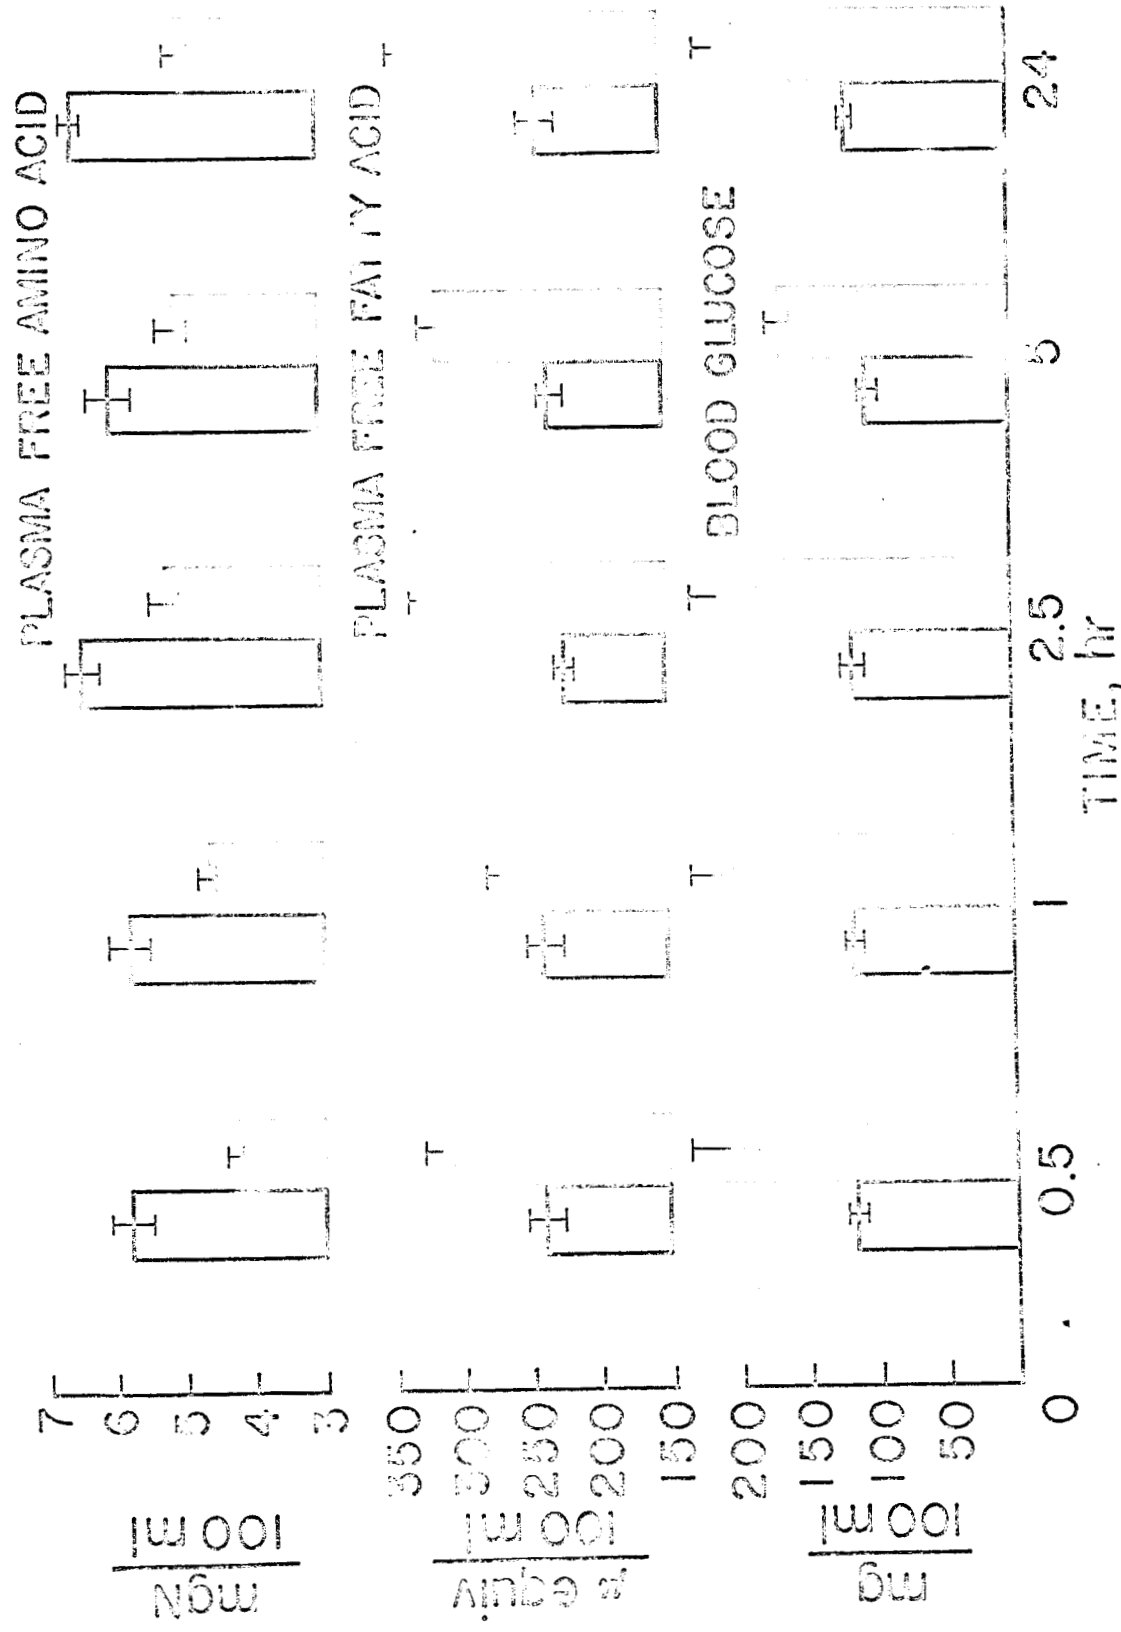 PLASMA FREE AMINO ACID
7
6
5
4
3
mgN
100 ml
PLASMA FREE FATTY ACID
350
300
250
200
150
μ equiv
100 ml
BLOOD GLUCOSE
200
150
100
50
mg
100 ml
0
0.5
1
2.5
5
24
TIME, hr